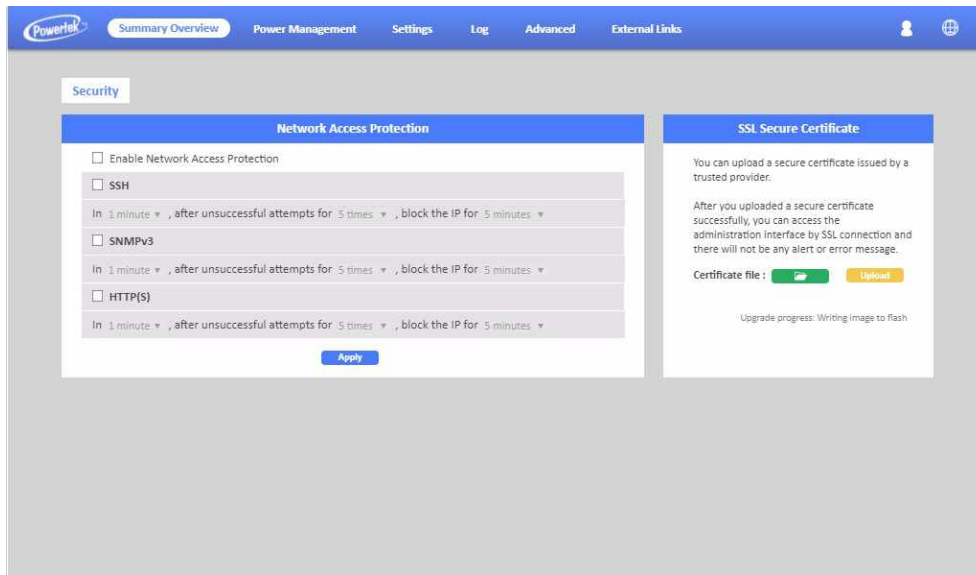 Powertek
Summary Overview
Power Management
Settings
Log
Advanced
External Links
Security
Network Access Protection
Enable Network Access Protection
SSH
In 1 minute , after unsuccessful attempts for 5 times , block the IP for 5 minutes
SNMPv3
In 1 minute , after unsuccessful attempts for 5 times , block the IP for 5 minutes
HTTP(S)
In 1 minute , after unsuccessful attempts for 5 times , block the IP for 5 minutes
Apply
SSL Secure Certificate
You can upload a secure certificate issued by a
trusted provider.
After you uploaded a secure certificate
successfully, you can access the
administration interface by SSL connection and
there will not be any alert or error message.
Certificate file :
Upload
Upgrade progress: Writing image to flash